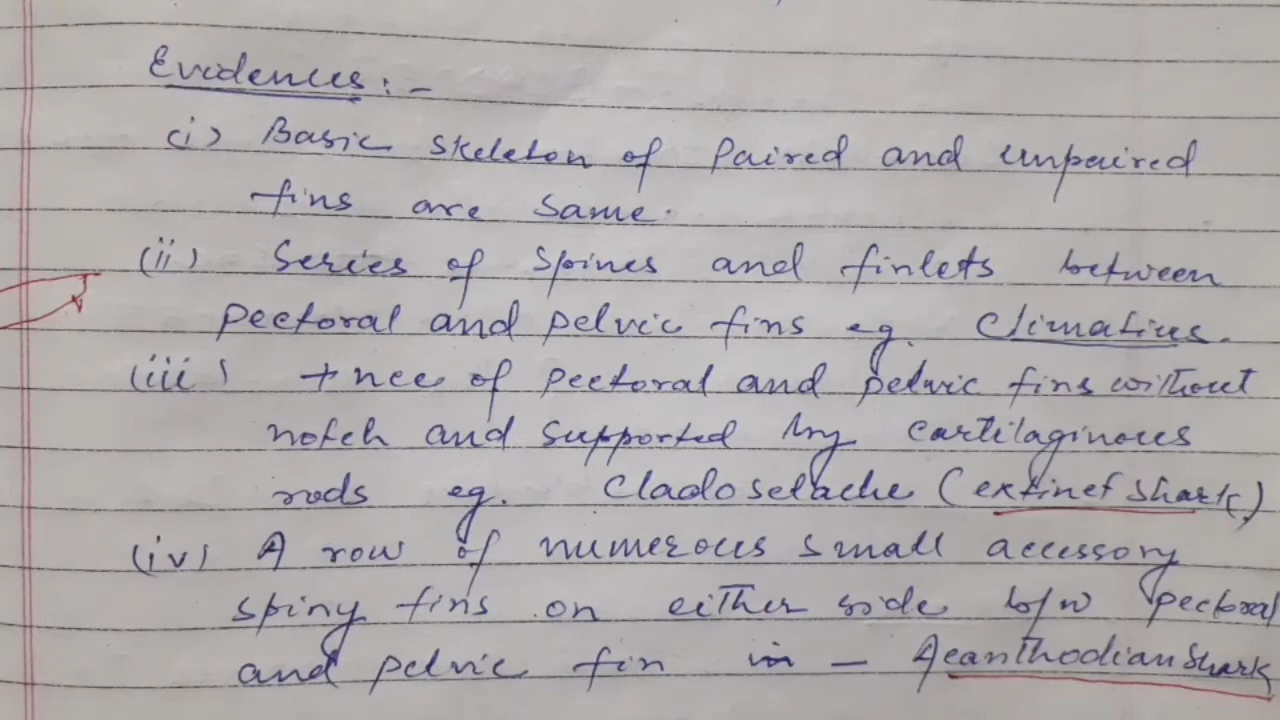 Evidences : -
(i) Basic skeleton of Paired and unpaired
fins are same.
(ii) Series of spines and finlets between
pectoral and pelvic fins eg. Climatius.
(iii) +nce of pectoral and pelvic fins without
notch and supported by cartilaginous
rods eg. Cladoselache (extinct shark)
(iv) A row of numerous small accessory
spiny fins on either side b/w pectoral
and pelvic fin in - Acanthodian shark